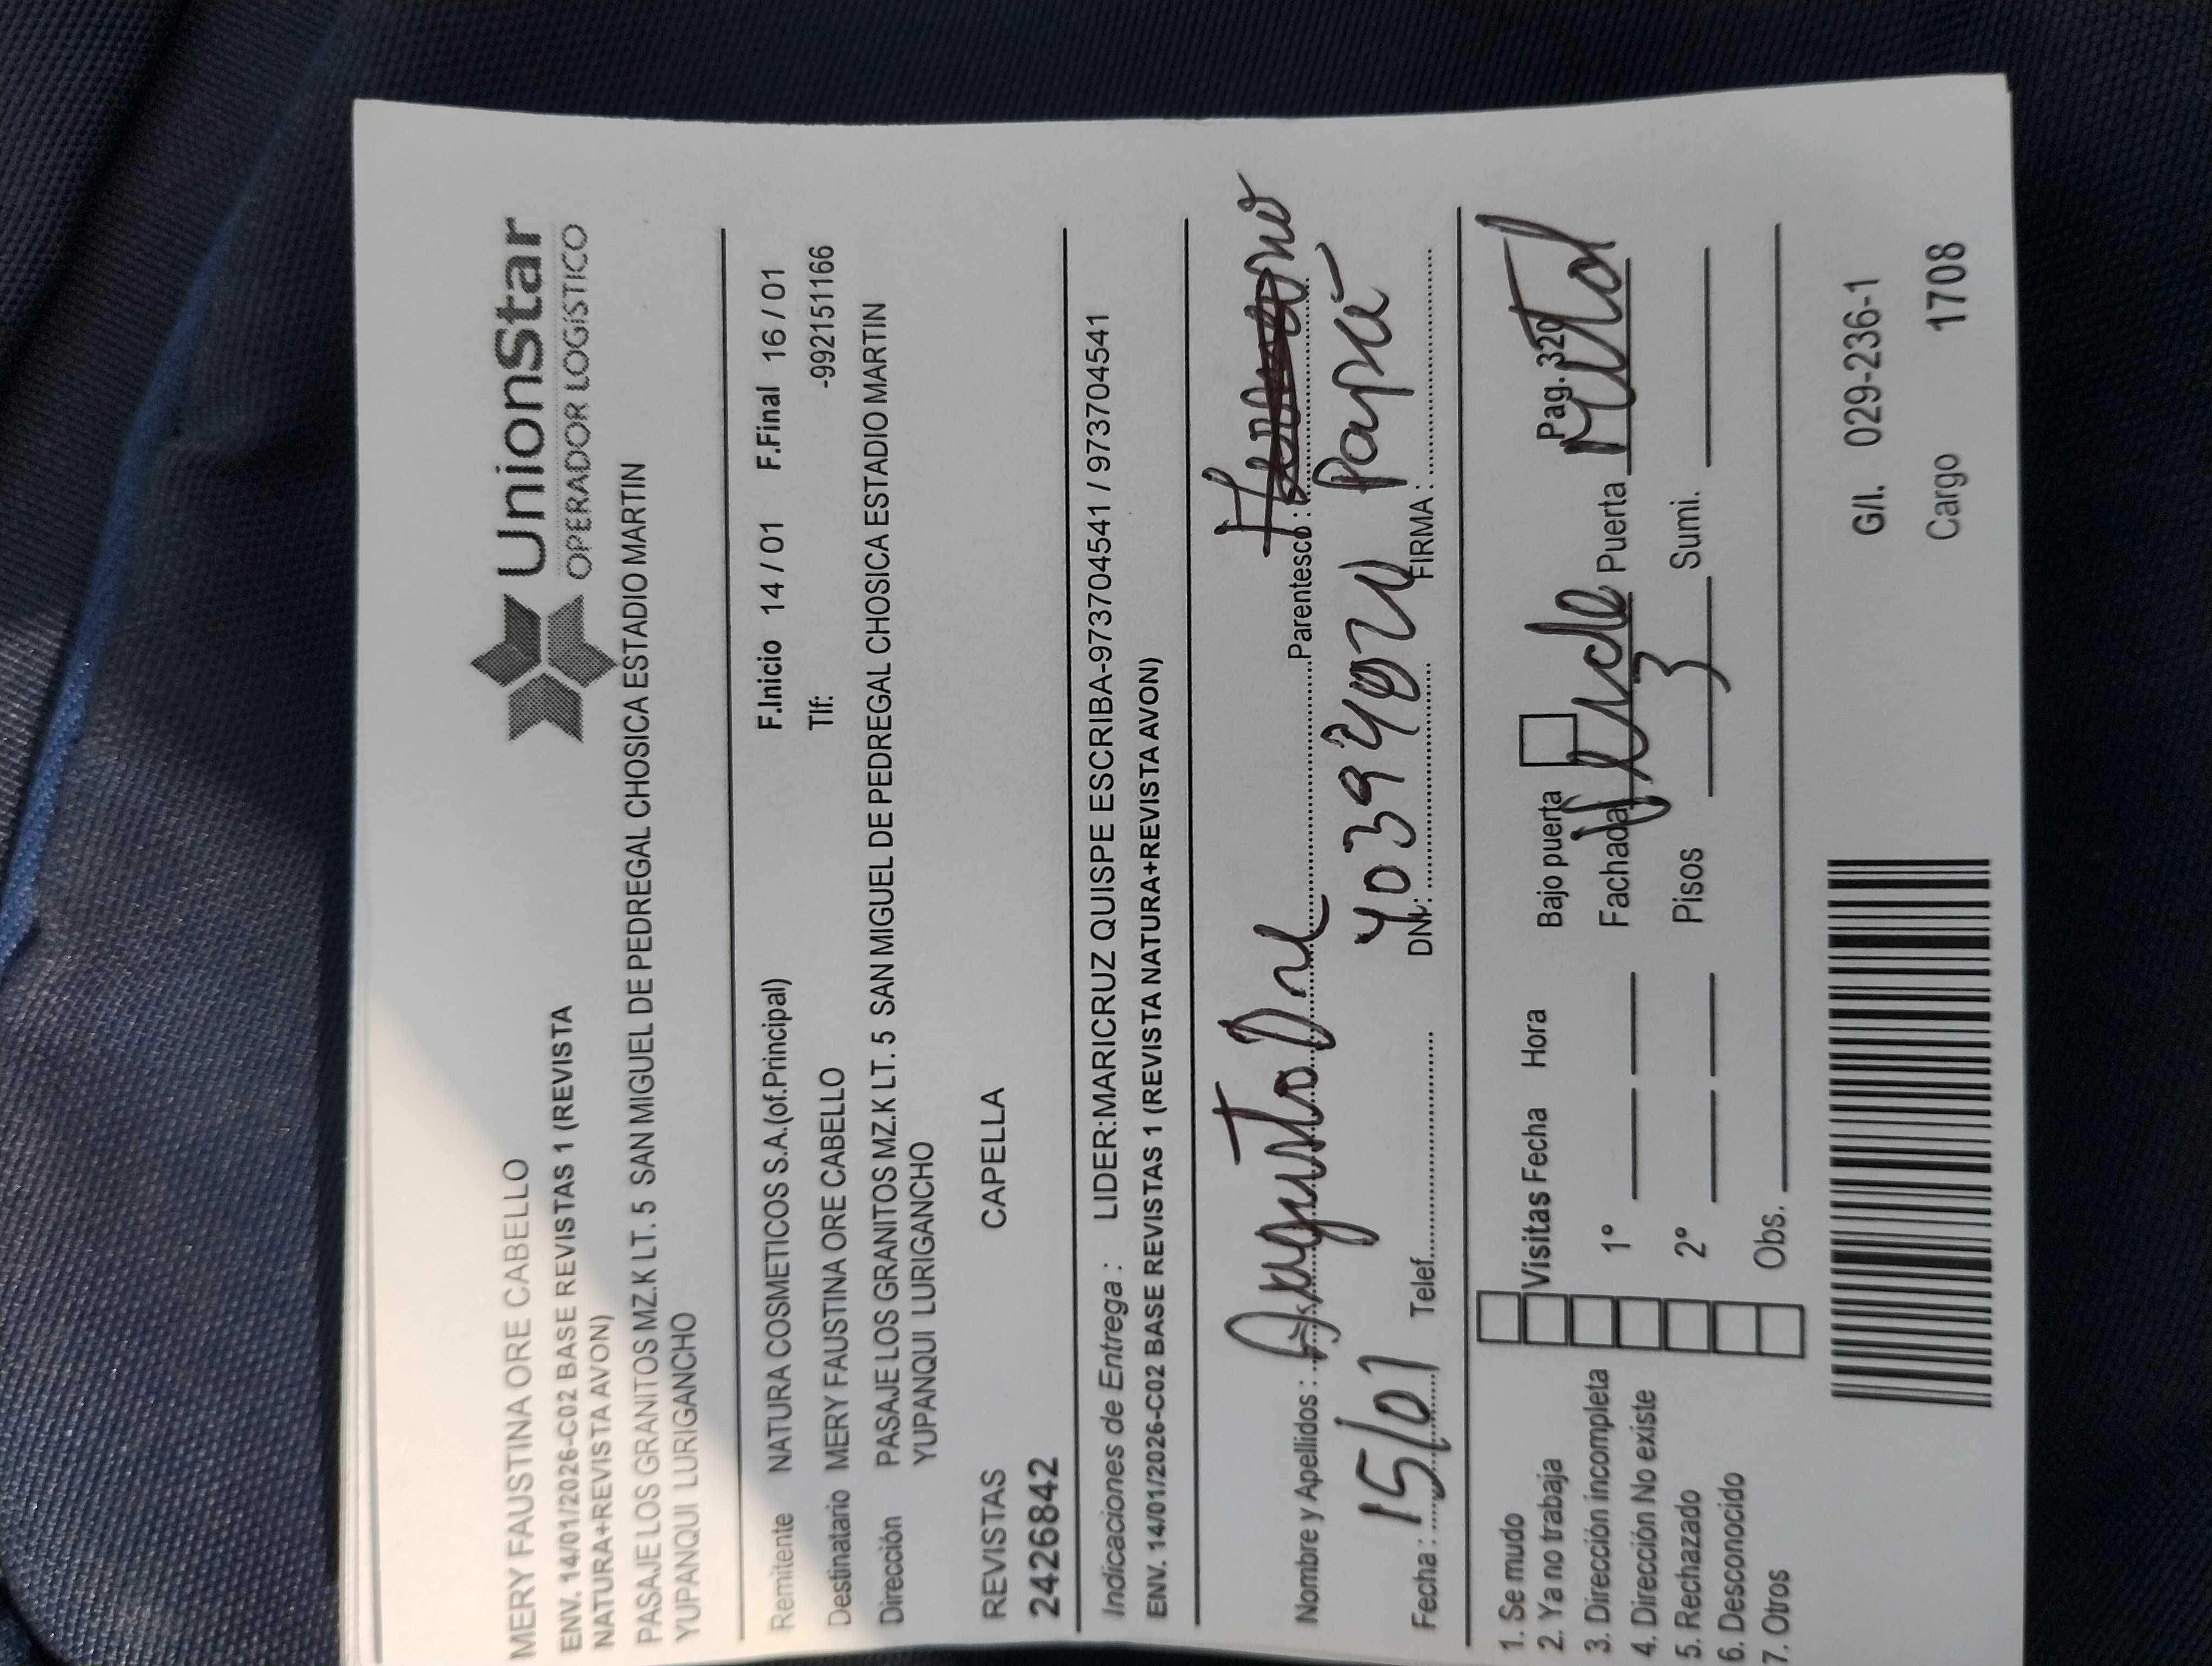 UnionStar
OPERADOR LOGÍSTICO
MERY FAUSTINA ORE CABELLO
ENV. 14/01/2026-C02 BASE REVISTAS 1 (REVISTA
NATURA+REVISTA AVON)
PASAJE LOS GRANITOS MZ.K LT. 5 SAN MIGUEL DE PEDREGAL CHOSICA ESTADIO MARTIN
YUPANQUI LURIGANCHO
Remitente NATURA COSMETICOS S.A.(of.Principal) F.Inicio 14 / 01 F.Final 16 / 01
Destinatario MERY FAUSTINA ORE CABELLO Tlf: -992151166
Dirección PASAJE LOS GRANITOS MZ.K LT. 5 SAN MIGUEL DE PEDREGAL CHOSICA ESTADIO MARTIN
YUPANQUI LURIGANCHO
REVISTAS CAPELLA
2426842
Indicaciones de Entrega : LIDER:MARICRUZ QUISPE ESCRIBA-973704541 / 973704541
ENV. 14/01/2026-C02 BASE REVISTAS 1 (REVISTA NATURA+REVISTA AVON)
Nombre y Apellidos : Augusto Parentesco :
Papá
Fecha : 15/01 Telef. DNI: FIRMA :
1. Se mudo
2. Ya no trabaja
3. Dirección incompleta
4. Dirección No existe
5. Rechazado
6. Desconocido
7. Otros
Visitas Fecha Hora Bajo puerta Pag. 329
1° Fachada Puerta Metal
2° Pisos 3 Sumi.
Obs.
G/I. 029-236-1
Cargo 1708